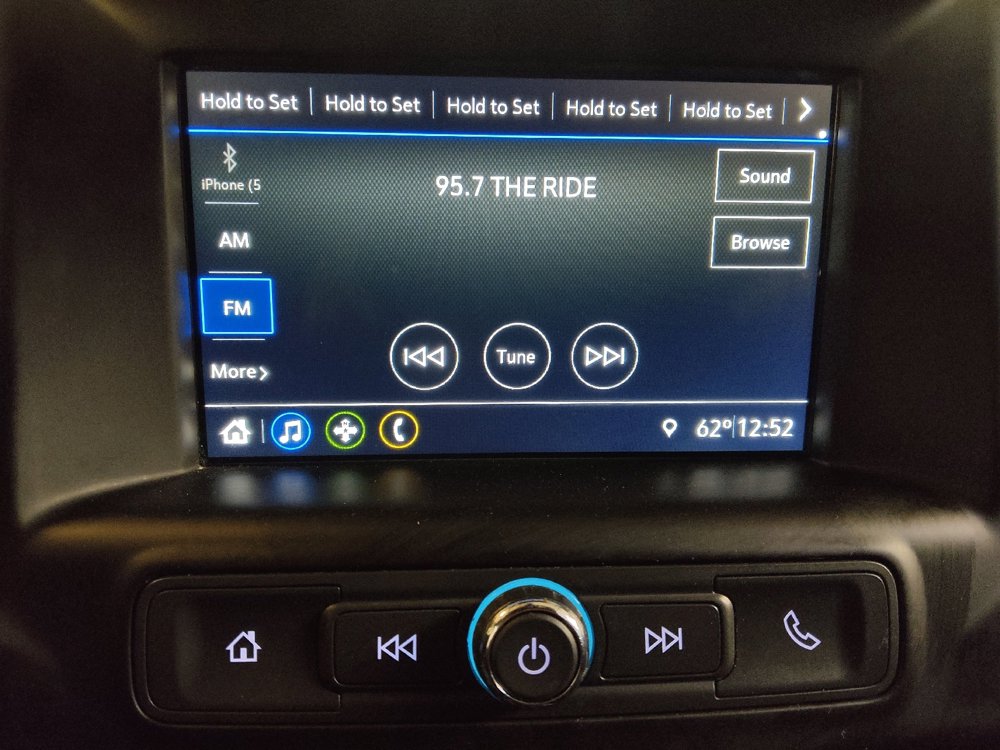 Hold to Set Hold to Set Hold to Set Hold to Set Hold to Set
iPhone (5
95.7 THE RIDE
Sound
AM
Browse
FM
Tune
More
62° 12:52